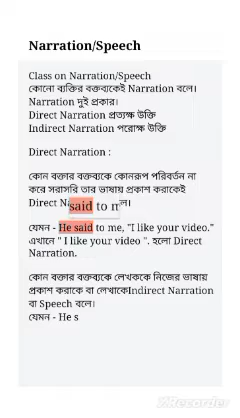 Narration/Speech
Class on Narration/Speech
কোনো ব্যক্তির বক্তব্যকেই Narration বলে।
Narration দুই প্রকার।
Direct Narration প্রত্যক্ষ উক্তি
Indirect Narration পরোক্ষ উক্তি
Direct Narration :
কোন বক্তার বক্তব্যকে কোনরূপ পরিবর্তন না
করে সরাসরি তার ভাষায় প্রকাশ করাকেই
Direct
said to m
যেমন - He said to me, "I like your video."
এখানে " I like your video ". হলো Direct
Narration.
কোন বক্তার বক্তব্যকে লেখককে নিজের ভাষায়
প্রকাশ করাকে বা লেখাকেIndirect Narration
বা Speech বলে।
যেমন - He s
Recorder